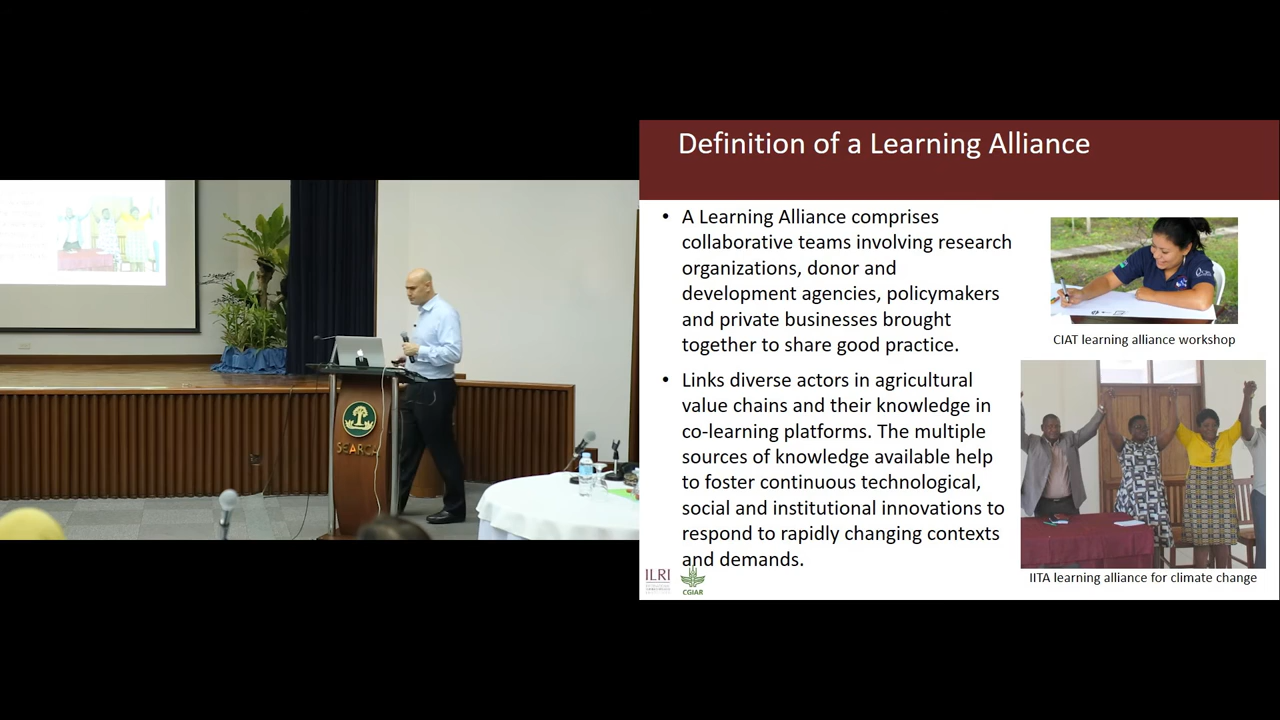 Definition of a Learning Alliance
• A Learning Alliance comprises
collaborative teams involving research
organizations, donor and
development agencies, policymakers
and private businesses brought
together to share good practice.
• Links diverse actors in agricultural
value chains and their knowledge in
co-learning platforms. The multiple
sources of knowledge available help
to foster continuous technological,
social and institutional innovations to
respond to rapidly changing contexts
and demands.
CIAT learning alliance workshop
IITA learning alliance for climate change
ILRI
CGIAR
SEARCA